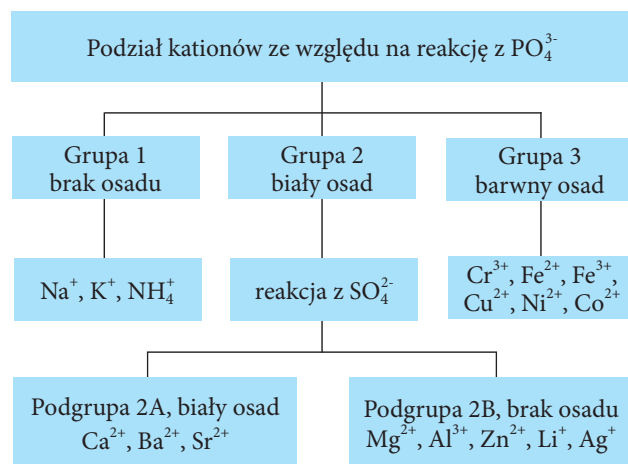 Podział kationów ze względu na reakcję z PO₄³⁻
Grupa 1
brak osadu
Grupa 2
biały osad
Grupa 3
barwny osad
Na⁺, K⁺, NH₄⁺
reakcja z SO₄²⁻
Cr³⁺, Fe²⁺, Fe³⁺,
Cu²⁺, Ni²⁺, Co²⁺
Podgrupa 2A, biały osad
Ca²⁺, Ba²⁺, Sr²⁺
Podgrupa 2B, brak osadu
Mg²⁺, Al³⁺, Zn²⁺, Li⁺, Ag⁺